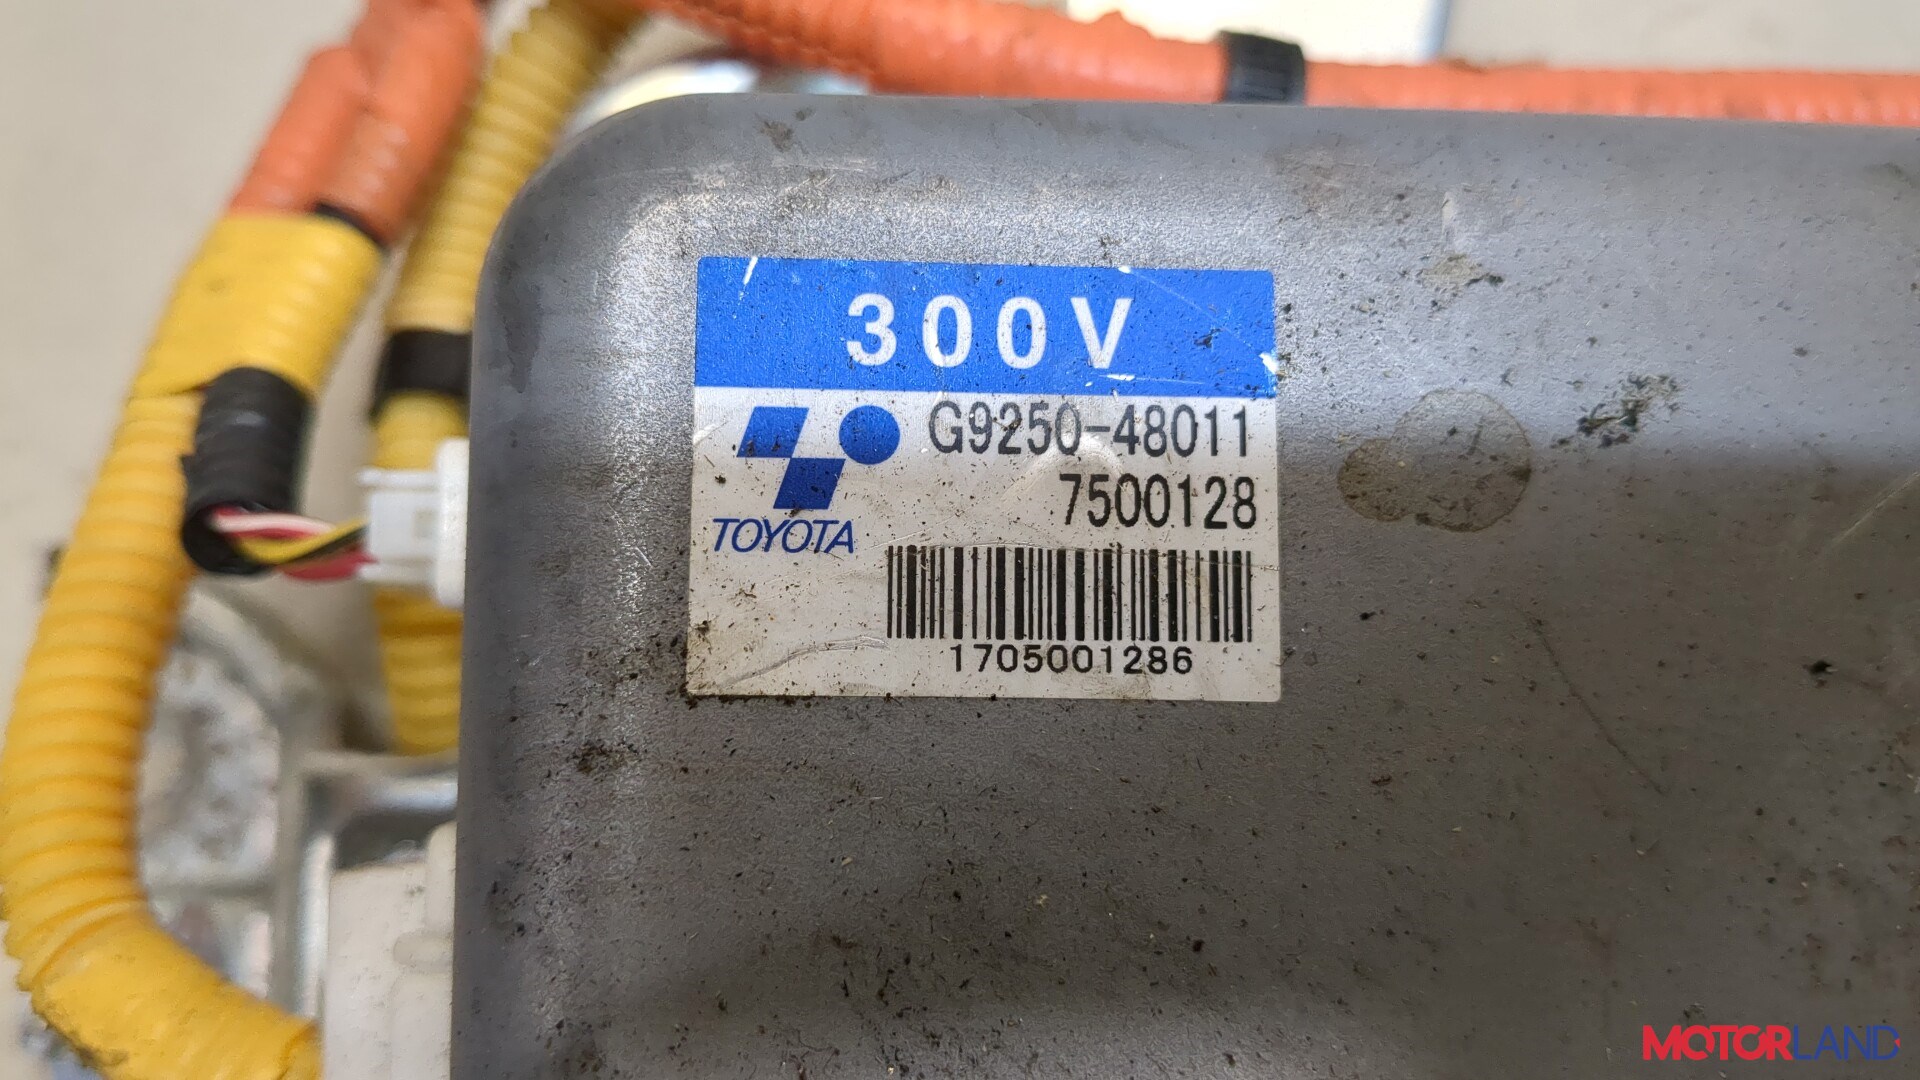 300V
G9250-48011
7500128
TOYOTA
1705001286
MOTORLAND